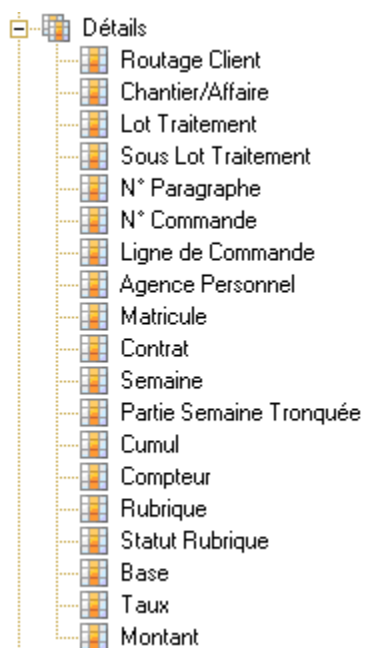 Détails
Routage Client
Chantier/Affaire
Lot Traitement
Sous Lot Traitement
N° Paragraphe
N° Commande
Ligne de Commande
Agence Personnel
Matricule
Contrat
Semaine
Partie Semaine Tronquée
Cumul
Compteur
Rubrique
Statut Rubrique
Base
Taux
Montant